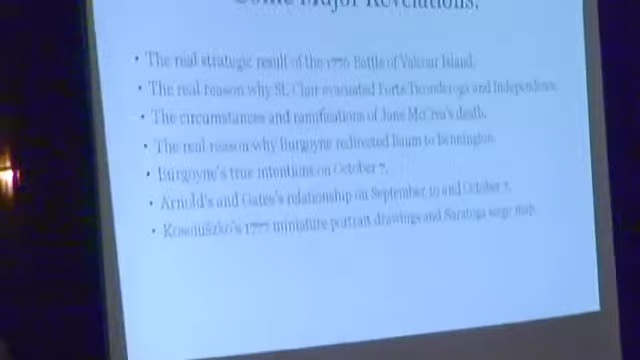 Some Major Revelations:
• The real strategic result of the 1776 Battle of Valcour Island.
• The real reason why St. Clair evacuated Forts Ticonderoga and Independence.
• The circumstances and ramifications of Jane McCrea's death.
• The real reason why Burgoyne redirected Baum to Bennington.
• Burgoyne's true intentions on October 7.
• Arnold's and Gates's relationship on September 19 and October 7.
• Kosciuszko's 1777 miniature portrait drawings and Saratoga siege map.